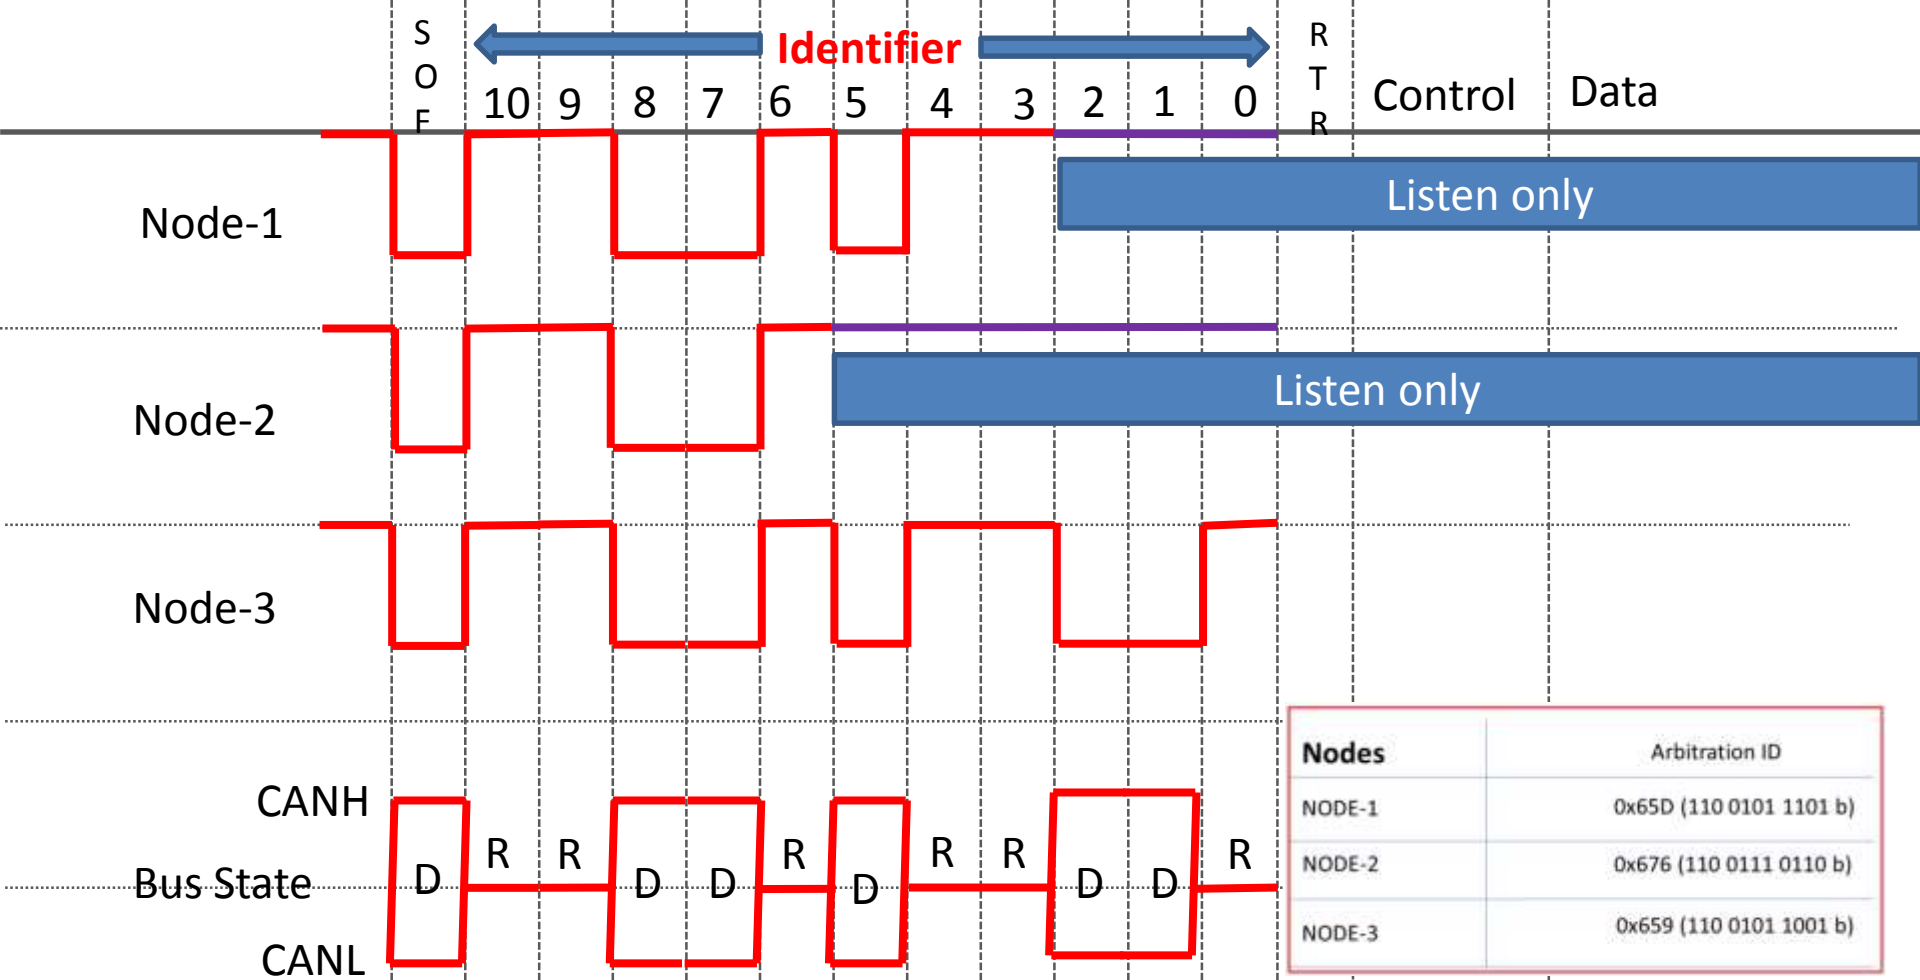 SOF
Identifier
RTR
10 9 8 7 6 5 4 3 2 1 0
Control Data
Node-1
Listen only
Node-2
Listen only
Node-3
CANH
Bus State
CANL
D R R D D R D R R D D R
Nodes Arbitration ID
NODE-1 0x65D (110 0101 1101 b)
NODE-2 0x676 (110 0111 0110 b)
NODE-3 0x659 (110 0101 1001 b)